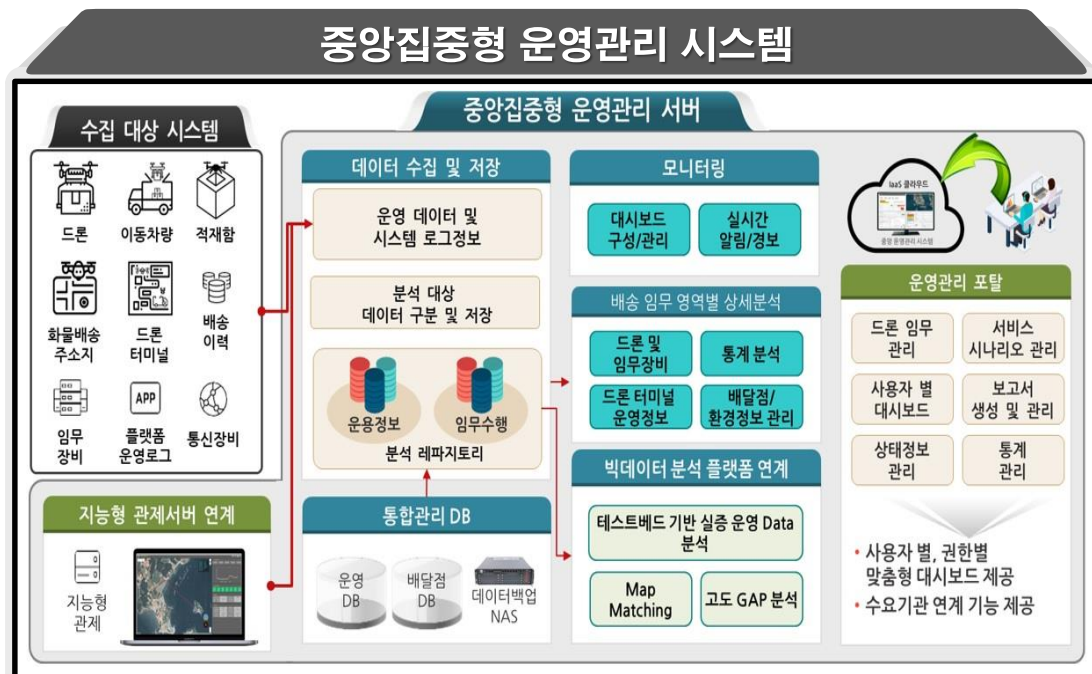 중앙집중형 운영관리 시스템
수집 대상 시스템
드론
이동차량
적재함
화물배송
주소지
드론
터미널
배송
이력
임무
장비
APP
플랫폼
운영로그
통신장비
지능형 관제서버 연계
지능형
관제
중앙집중형 운영관리 서버
데이터 수집 및 저장
운영 데이터 및
시스템 로그정보
분석 대상
데이터 구분 및 저장
운용정보
임무수행
분석 레파지토리
통합관리 DB
운영
DB
배달점
DB
데이터백업
NAS
모니터링
대시보드
구성/관리
실시간
알림/경보
배송 임무 영역별 상세분석
드론 및
임무장비
통계 분석
드론 터미널
운영정보
배달점/
환경정보 관리
빅데이터 분석 플랫폼 연계
테스트베드 기반 실증 운영 Data
분석
Map
Matching
고도 GAP 분석
IaaS 클라우드
중앙 운영관리 시스템
운영관리 포탈
드론 임무
관리
서비스
시나리오 관리
사용자 별
대시보드
보고서
생성 및 관리
상태정보
관리
통계
관리
• 사용자 별, 권한별
맞춤형 대시보드 제공
• 수요기관 연계 기능 제공